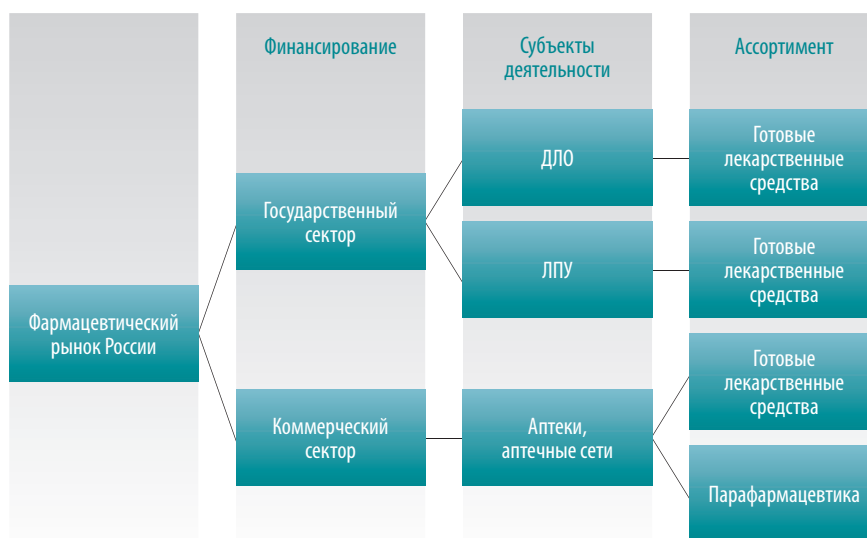 Финансирование
Субъекты
деятельности
Ассортимент
Фармацевтический
рынок России
Государственный
сектор
Коммерческий
сектор
ДЛО
ЛПУ
Аптеки,
аптечные сети
Готовые
лекарственные
средства
Готовые
лекарственные
средства
Готовые
лекарственные
средства
Парафармацевтика